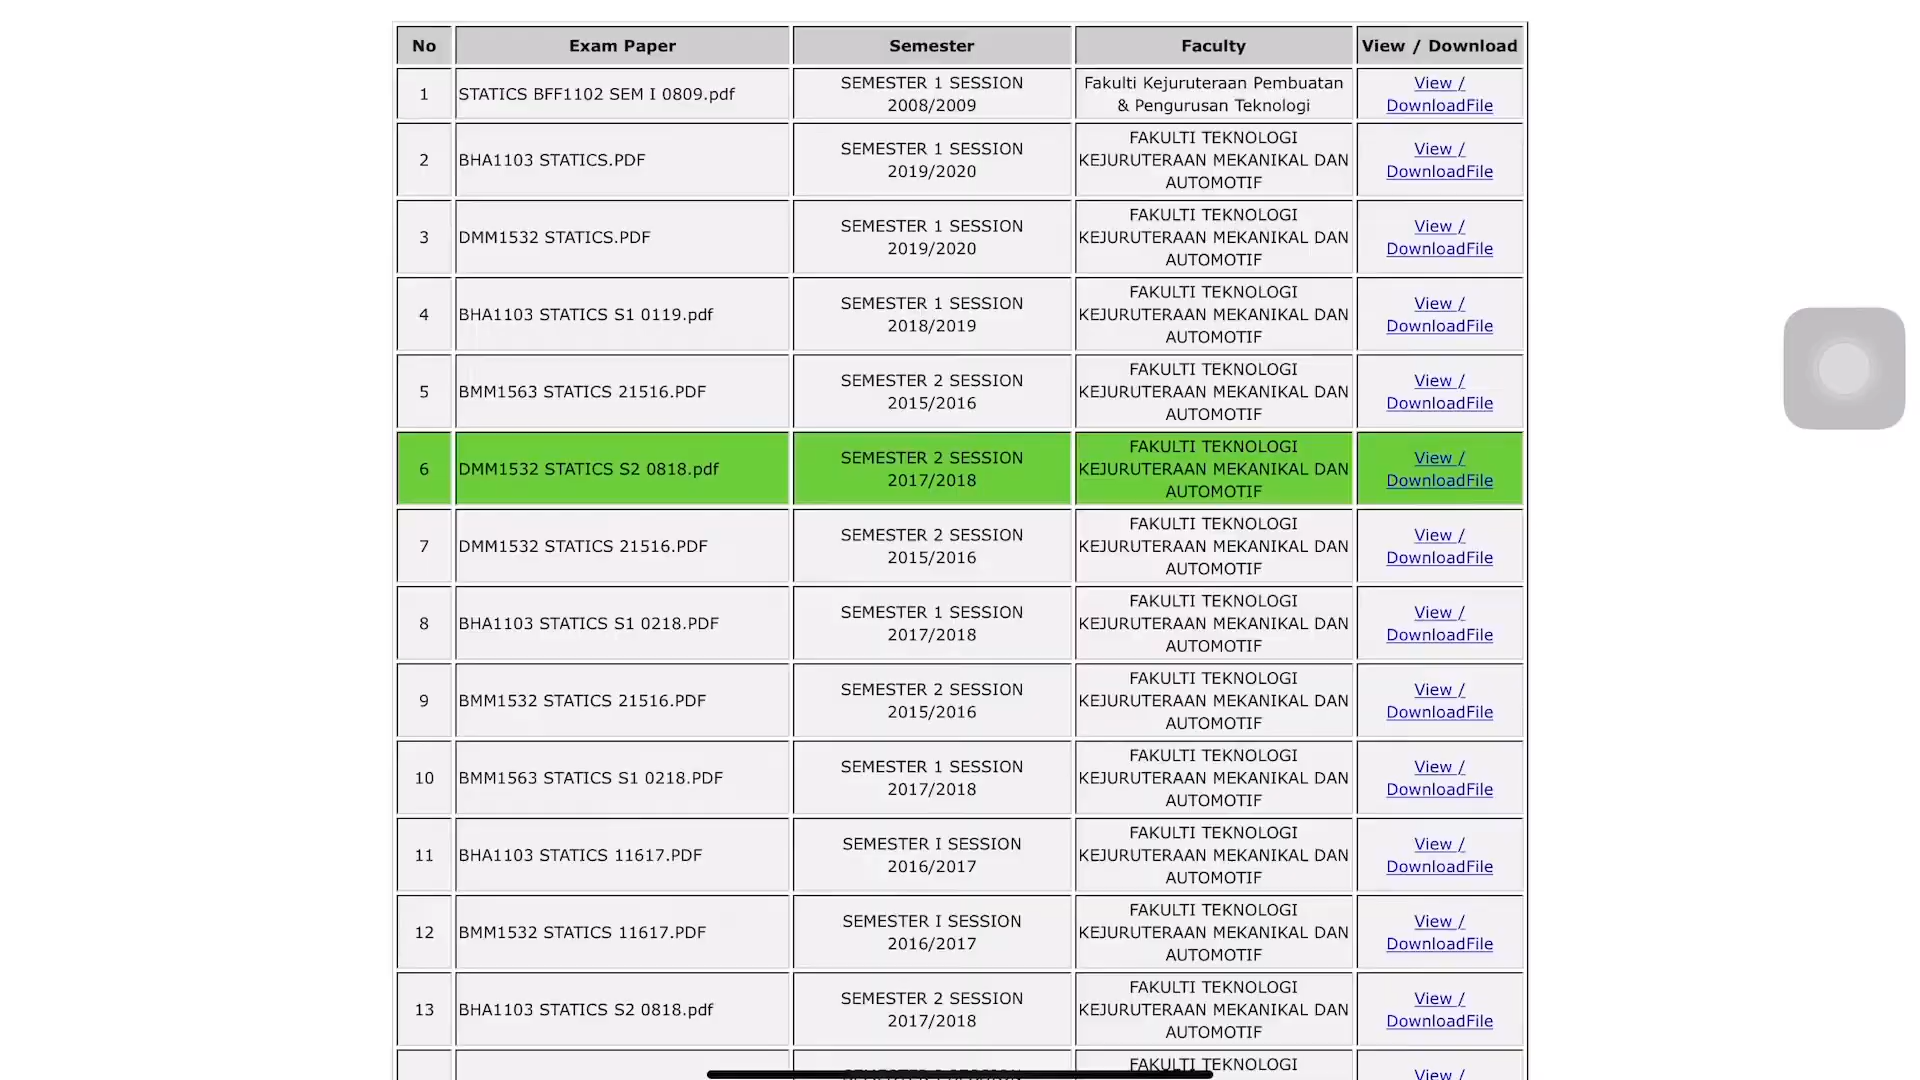 No Exam Paper Semester Faculty View / Download
1 STATICS BFF1102 SEM I 0809.pdf SEMESTER 1 SESSION 2008/2009 Fakulti Kejuruteraan Pembuatan & Pengurusan Teknologi View / DownloadFile
2 BHA1103 STATICS.PDF SEMESTER 1 SESSION 2019/2020 FAKULTI TEKNOLOGI KEJURUTERAAN MEKANIKAL DAN AUTOMOTIF View / DownloadFile
3 DMM1532 STATICS.PDF SEMESTER 1 SESSION 2019/2020 FAKULTI TEKNOLOGI KEJURUTERAAN MEKANIKAL DAN AUTOMOTIF View / DownloadFile
4 BHA1103 STATICS S1 0119.pdf SEMESTER 1 SESSION 2018/2019 FAKULTI TEKNOLOGI KEJURUTERAAN MEKANIKAL DAN AUTOMOTIF View / DownloadFile
5 BMM1563 STATICS 21516.PDF SEMESTER 2 SESSION 2015/2016 FAKULTI TEKNOLOGI KEJURUTERAAN MEKANIKAL DAN AUTOMOTIF View / DownloadFile
6 DMM1532 STATICS S2 0818.pdf SEMESTER 2 SESSION 2017/2018 FAKULTI TEKNOLOGI KEJURUTERAAN MEKANIKAL DAN AUTOMOTIF View / DownloadFile
7 DMM1532 STATICS 21516.PDF SEMESTER 2 SESSION 2015/2016 FAKULTI TEKNOLOGI KEJURUTERAAN MEKANIKAL DAN AUTOMOTIF View / DownloadFile
8 BHA1103 STATICS S1 0218.PDF SEMESTER 1 SESSION 2017/2018 FAKULTI TEKNOLOGI KEJURUTERAAN MEKANIKAL DAN AUTOMOTIF View / DownloadFile
9 BMM1532 STATICS 21516.PDF SEMESTER 2 SESSION 2015/2016 FAKULTI TEKNOLOGI KEJURUTERAAN MEKANIKAL DAN AUTOMOTIF View / DownloadFile
10 BMM1563 STATICS S1 0218.PDF SEMESTER 1 SESSION 2017/2018 FAKULTI TEKNOLOGI KEJURUTERAAN MEKANIKAL DAN AUTOMOTIF View / DownloadFile
11 BHA1103 STATICS 11617.PDF SEMESTER I SESSION 2016/2017 FAKULTI TEKNOLOGI KEJURUTERAAN MEKANIKAL DAN AUTOMOTIF View / DownloadFile
12 BMM1532 STATICS 11617.PDF SEMESTER I SESSION 2016/2017 FAKULTI TEKNOLOGI KEJURUTERAAN MEKANIKAL DAN AUTOMOTIF View / DownloadFile
13 BHA1103 STATICS S2 0818.pdf SEMESTER 2 SESSION 2017/2018 FAKULTI TEKNOLOGI KEJURUTERAAN MEKANIKAL DAN AUTOMOTIF View / DownloadFile
FAKULTI TEKNOLOGI View /